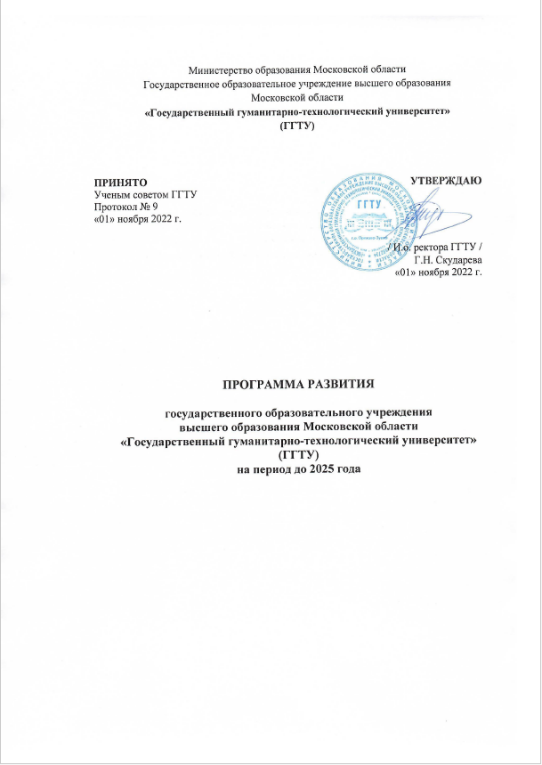 Министерство образования Московской области
Государственное образовательное учреждение высшего образования
Московской области
«Государственный гуманитарно-технологический университет»
(ГГТУ)
ПРИНЯТО
Ученым советом ГГТУ
Протокол № 9
«01» ноября 2022 г.
УТВЕРЖДАЮ
ГГТУ
/ И.о. ректора ГГТУ /
Г.Н. Скударева
«01» ноября 2022 г.
ПРОГРАММА РАЗВИТИЯ
государственного образовательного учреждения
высшего образования Московской области
«Государственный гуманитарно-технологический университет»
(ГГТУ)
на период до 2025 года